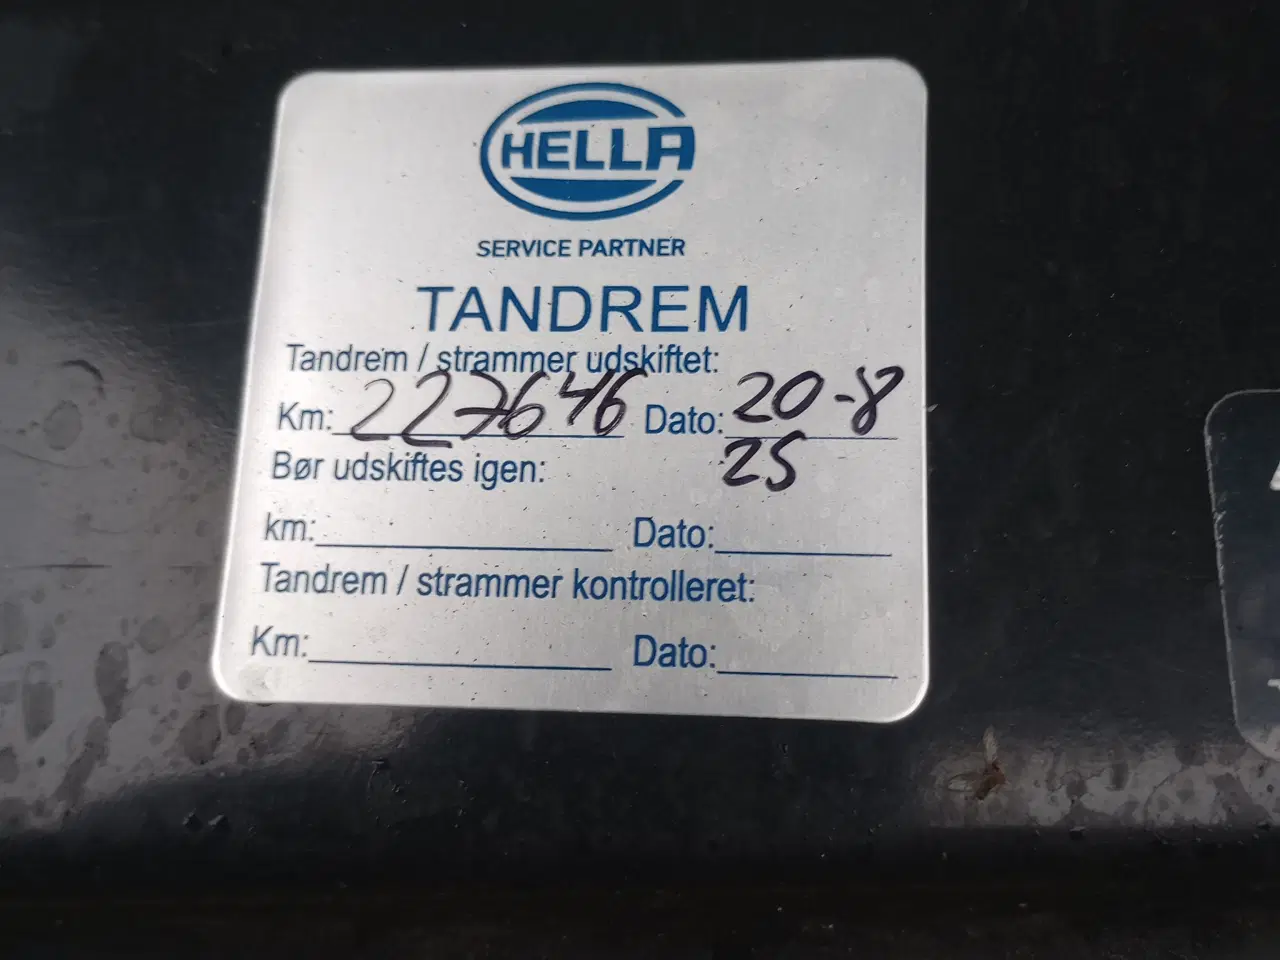 HELLA
SERVICE PARTNER
TANDREM
Tandrem / strammer udskiftet:
Km: 227646 Dato: 20-8
25
Bør udskiftes igen:
km: Dato:
Tandrem / strammer kontrolleret:
Km: Dato: